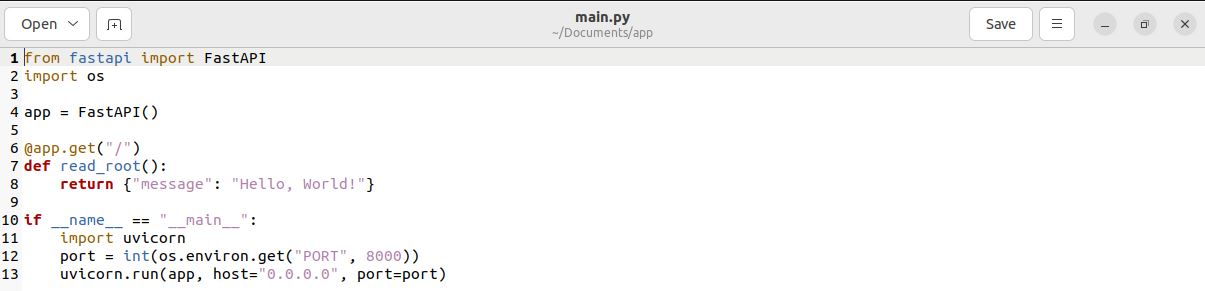 Open
main.py
~/Documents/app
Save
1 from fastapi import FastAPI
2 import os
3
4 app = FastAPI()
5
6 @app.get("/")
7 def read_root():
8     return {"message": "Hello, World!"}
9
10 if __name__ == "__main__":
11     import uvicorn
12     port = int(os.environ.get("PORT", 8000))
13     uvicorn.run(app, host="0.0.0.0", port=port)